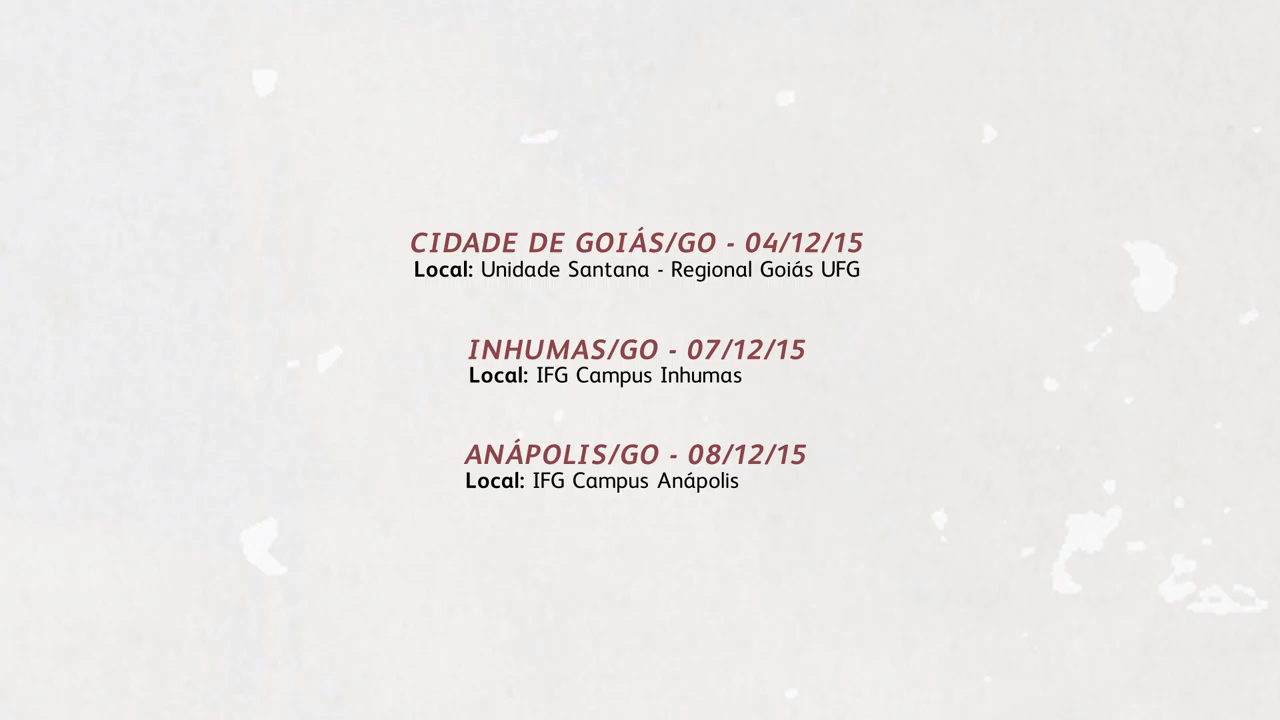 CIDADE DE GOIÁS/GO - 04/12/15
Local: Unidade Santana - Regional Goiás UFG
INHUMAS/GO - 07/12/15
Local: IFG Campus Inhumas
ANÁPOLIS/GO - 08/12/15
Local: IFG Campus Anápolis